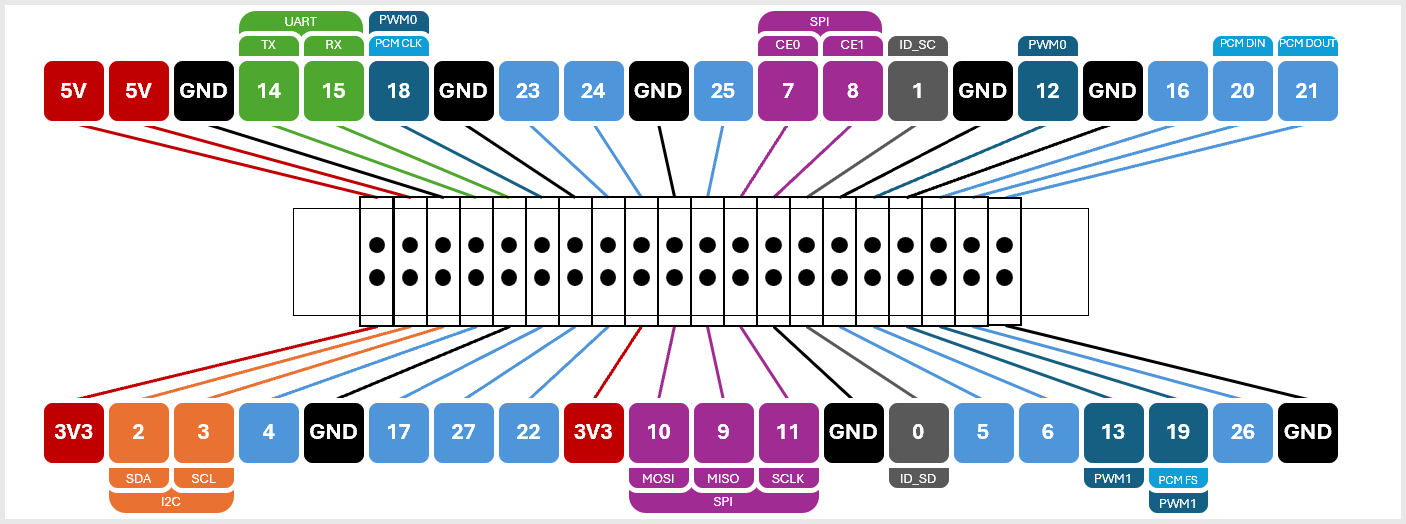 UART PWM0 SPI
TX RX PCM CLK CE0 CE1 ID_SC PWM0 PCM DIN PCM DOUT
5V 5V GND 14 15 18 GND 23 24 GND 25 7 8 1 GND 12 GND 16 20 21
3V3 2 3 4 GND 17 27 22 3V3 10 9 11 GND 0 5 6 13 19 26 GND
SDA SCL MOSI MISO SCLK ID_SD PWM1 PCM FS
I2C SPI PWM1